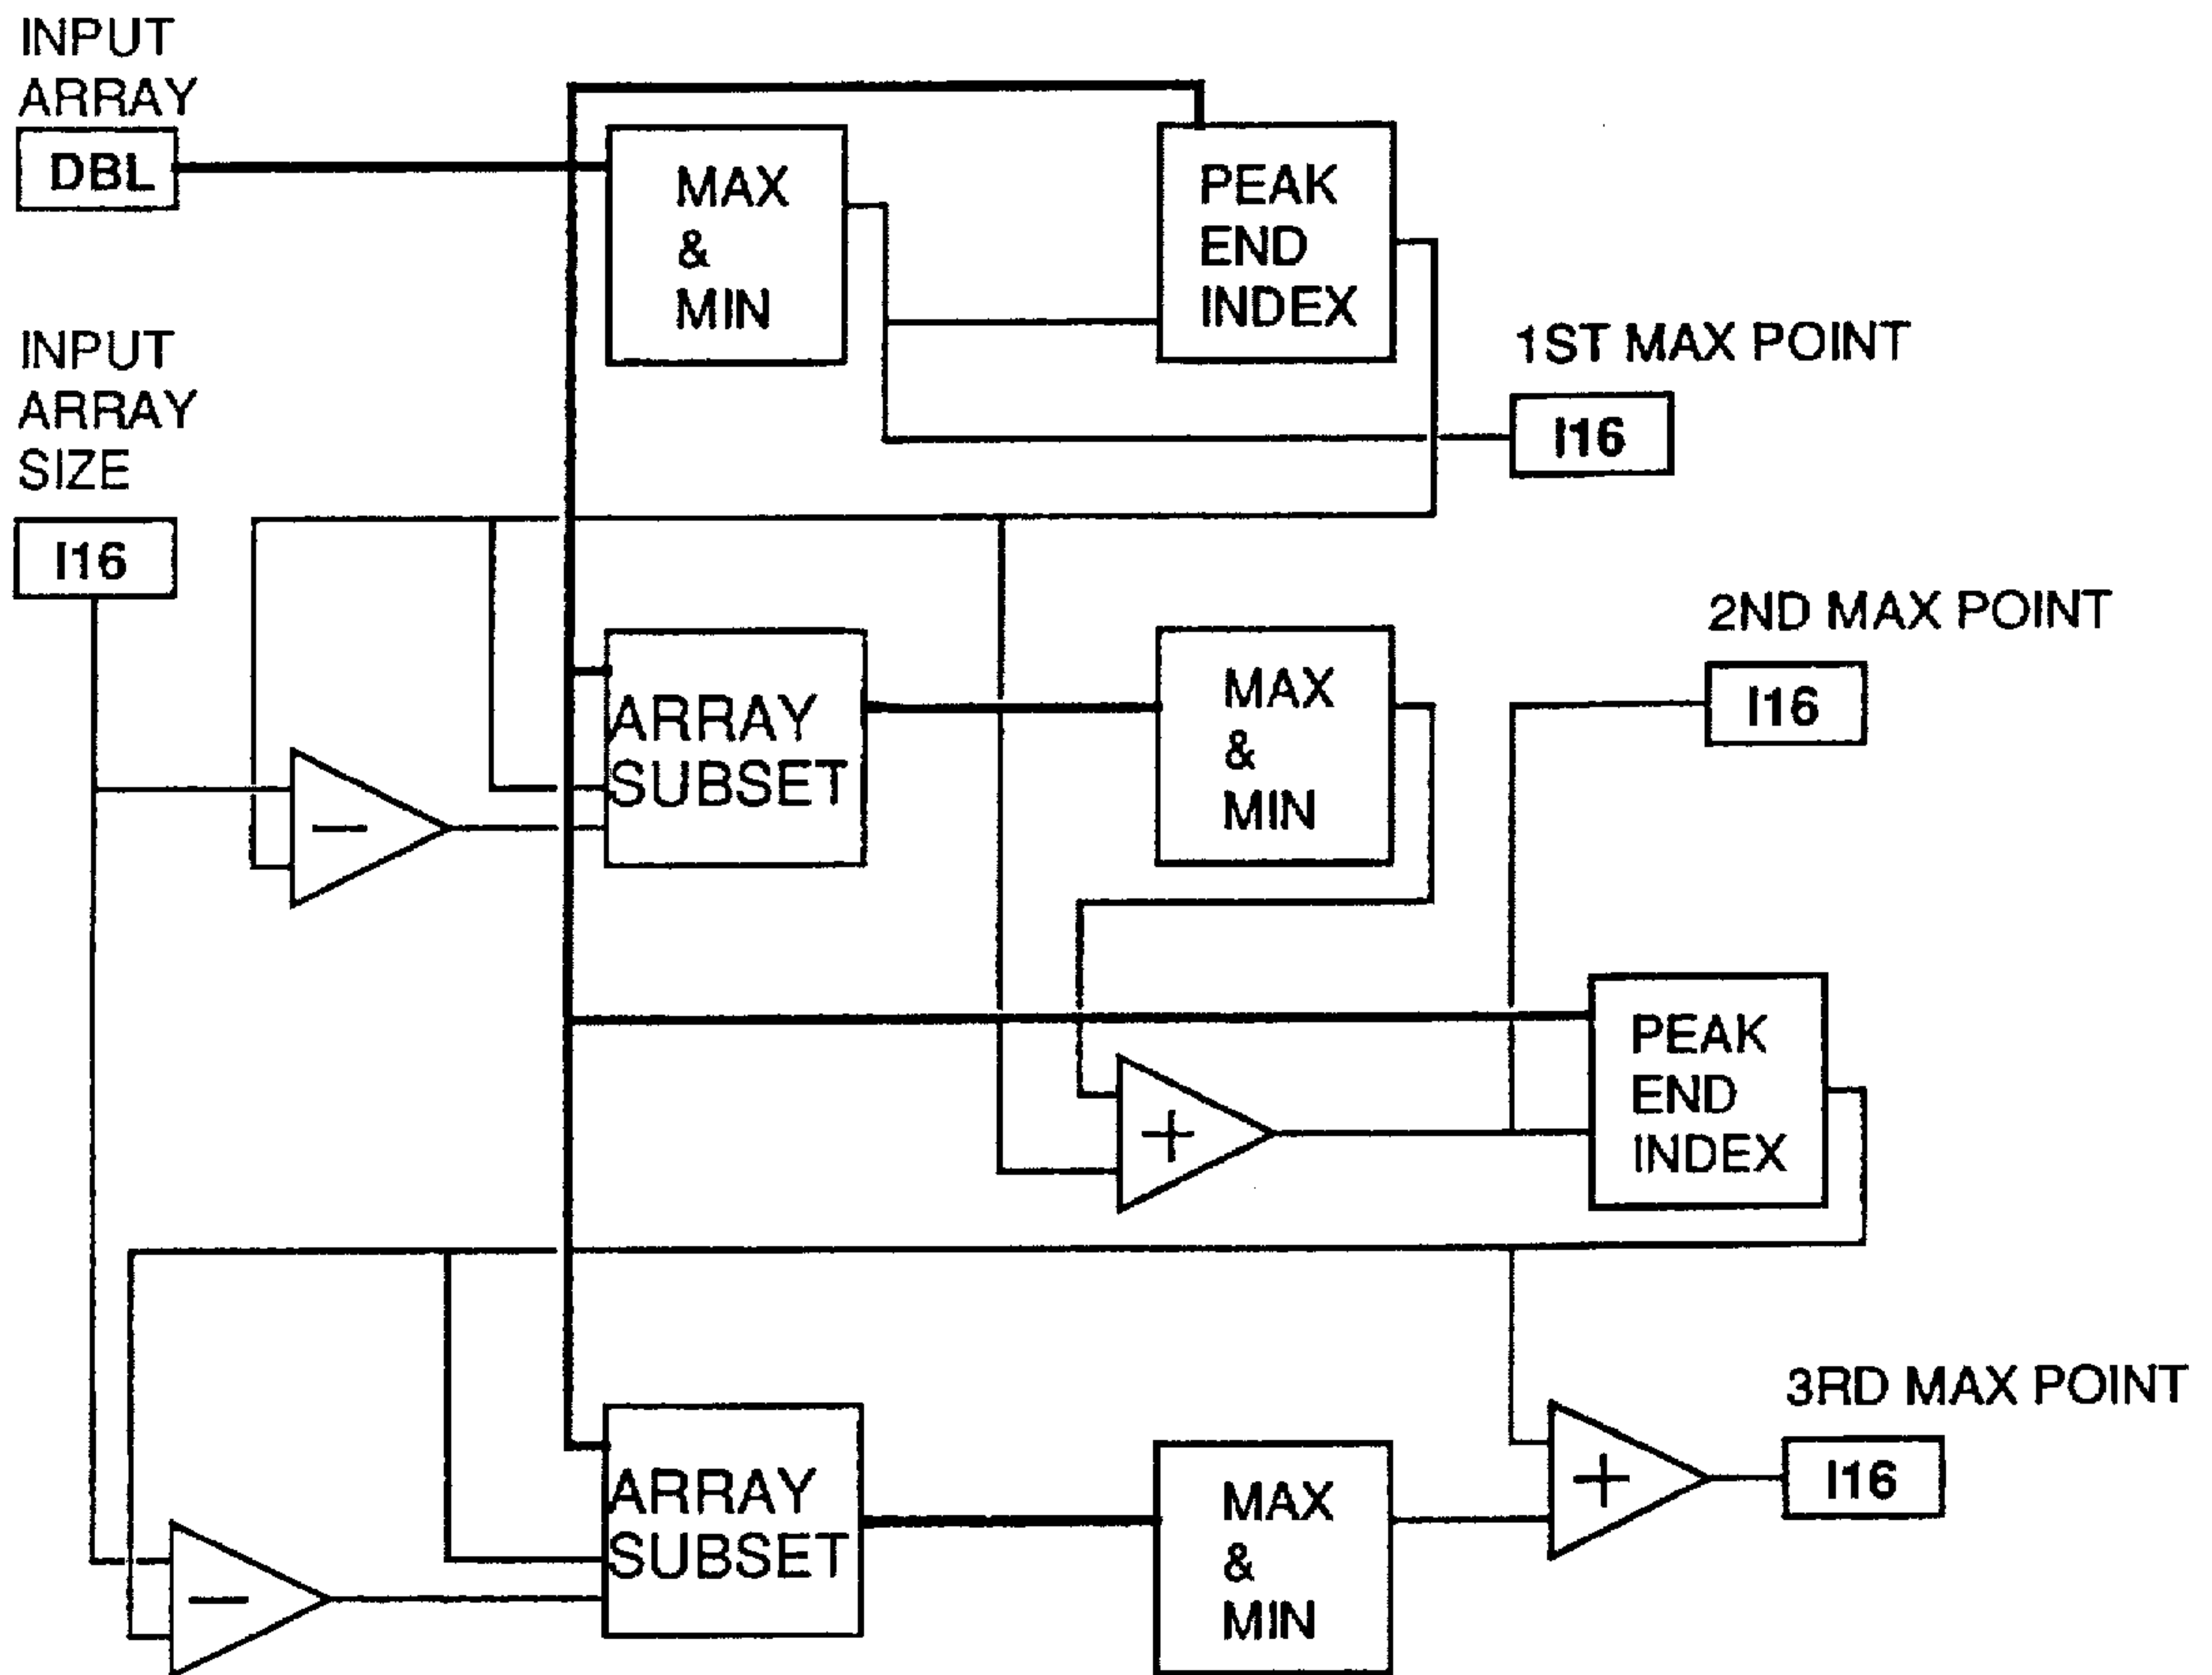 INPUT
ARRAY
DBL
MAX
&
MIN
PEAK
END
INDEX
INPUT
ARRAY
SIZE
I16
1ST MAX POINT
I16
ARRAY
SUBSET
MAX
&
MIN
2ND MAX POINT
I16
−
+
PEAK
END
INDEX
ARRAY
SUBSET
MAX
&
MIN
3RD MAX POINT
+
I16
−